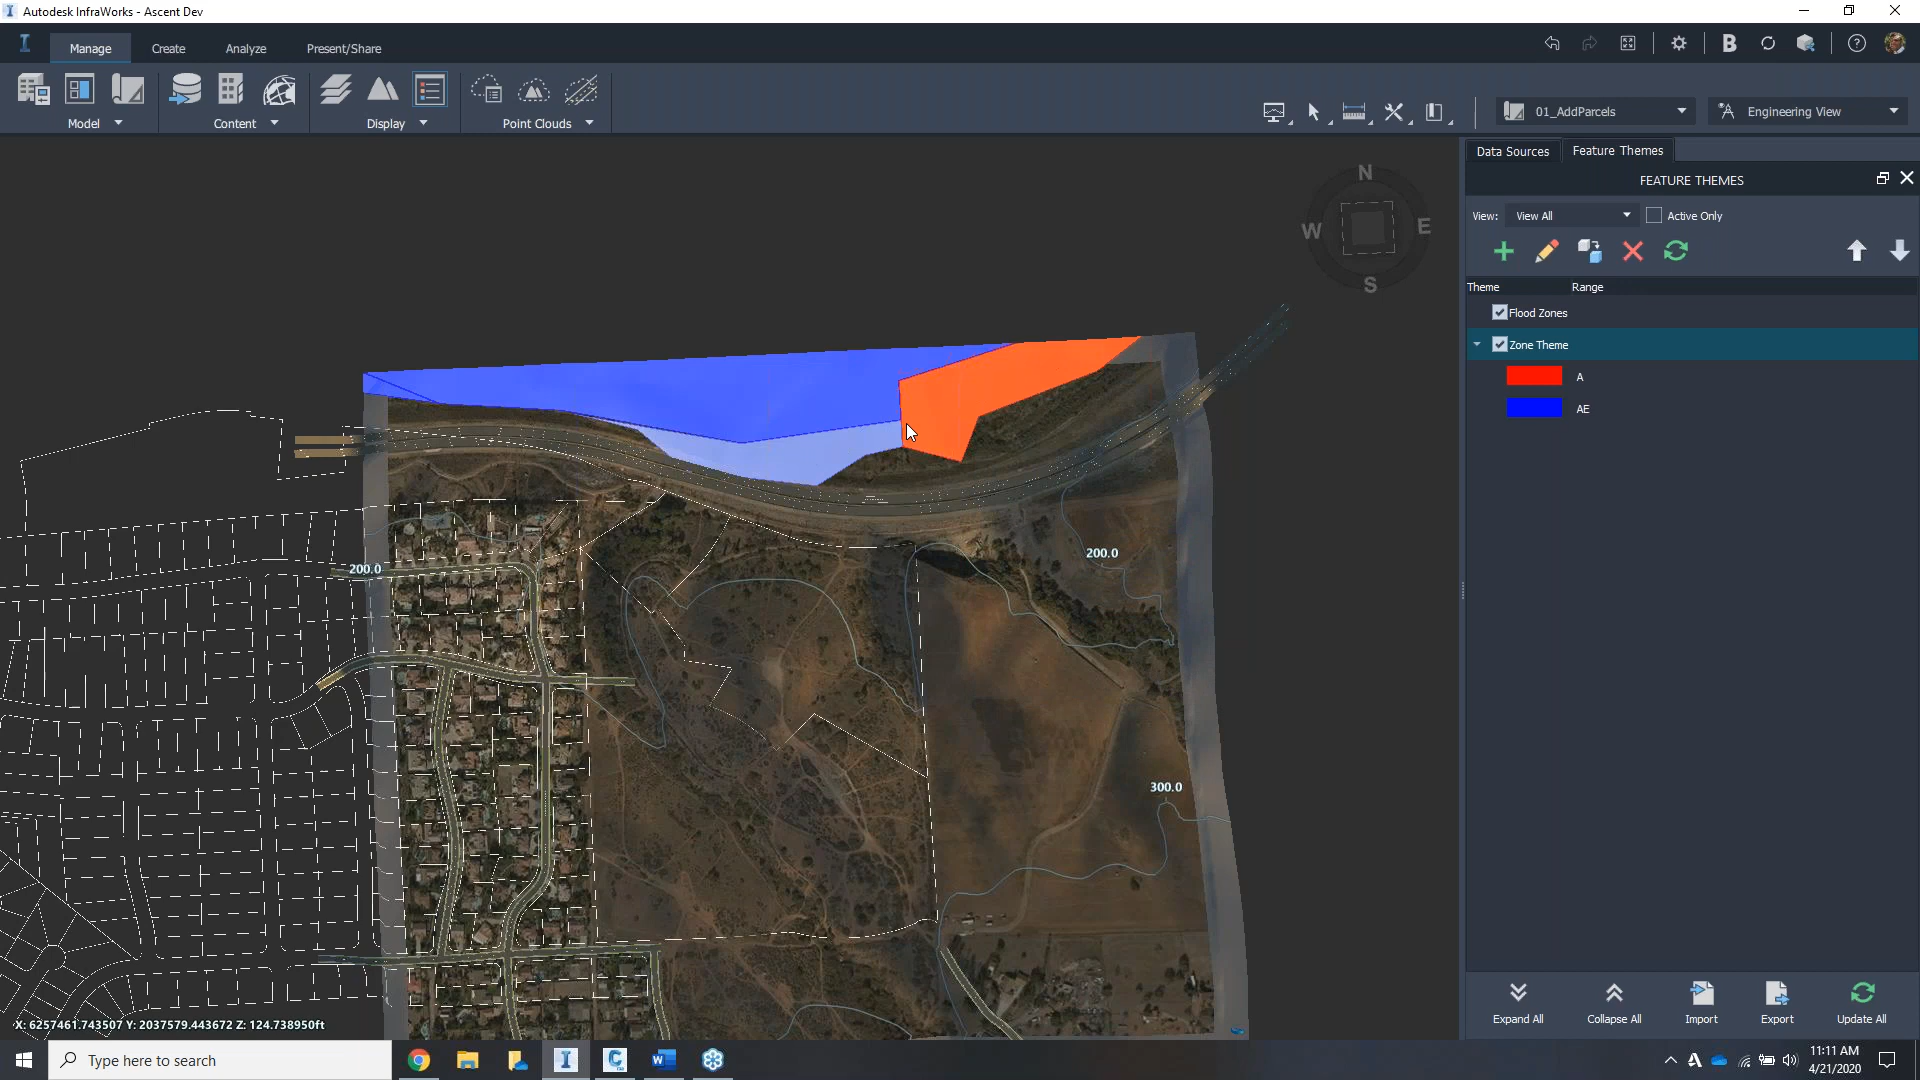 Autodesk InfraWorks - Ascent Dev
Manage
Create
Analyze
Present/Share
Model
Content
Display
Point Clouds
01_AddParcels
Engineering View
Data Sources
Feature Themes
FEATURE THEMES
View:
View All
Active Only
Theme
Range
Flood Zones
Zone Theme
A
AE
N
W
E
S
200.0
200.0
300.0
X: 6257461.743507 Y: 2037579.443672 Z: 124.738950ft
Expand All
Collapse All
Import
Export
Update All
Type here to search
11:11 AM
4/21/2020